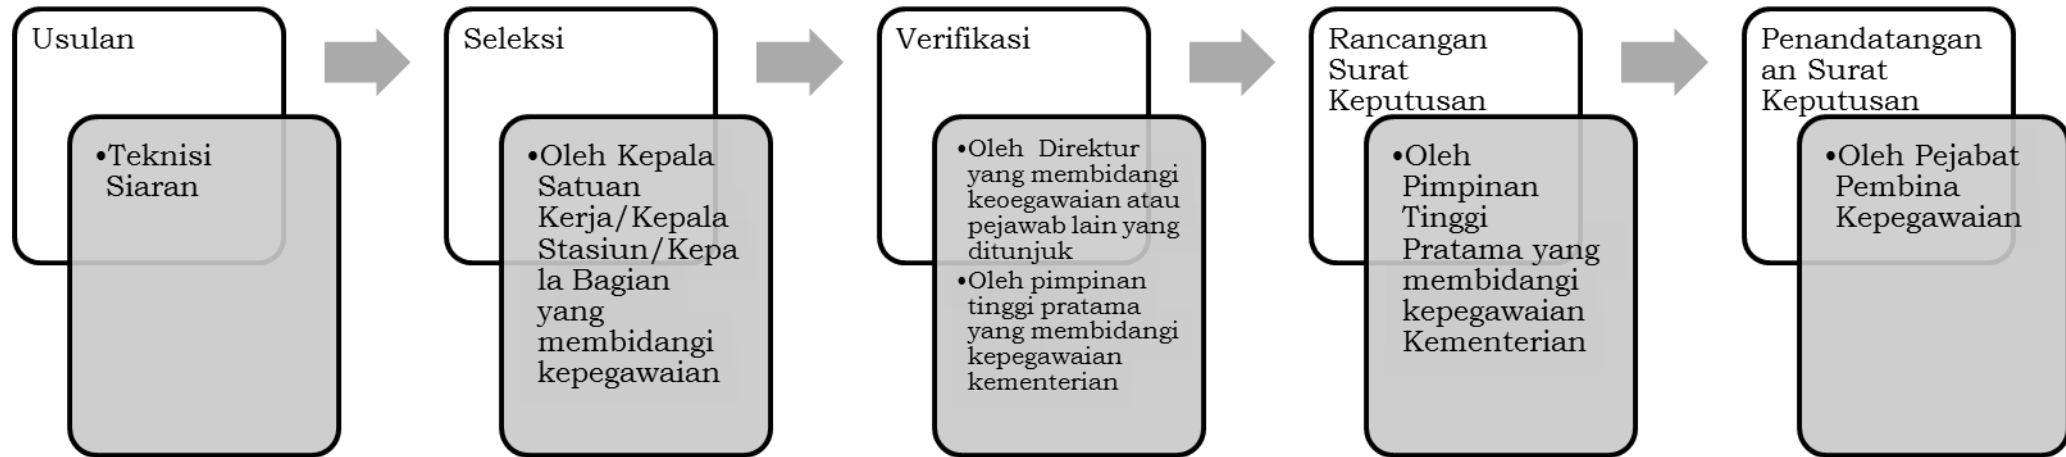 Usulan
•Teknisi
Siaran
Seleksi
•Oleh Kepala
Satuan
Kerja/Kepala
Stasiun/Kepa
la Bagian
yang
membidangi
kepegawaian
Verifikasi
•Oleh Direktur
yang membidangi
keoegawaian atau
pejawab lain yang
ditunjuk
•Oleh pimpinan
tinggi pratama
yang membidangi
kepegawaian
kementerian
Rancangan
Surat
Keputusan
•Oleh
Pimpinan
Tinggi
Pratama yang
membidangi
kepegawaian
Kementerian
Penandatangan
an Surat
Keputusan
•Oleh Pejabat
Pembina
Kepegawaian